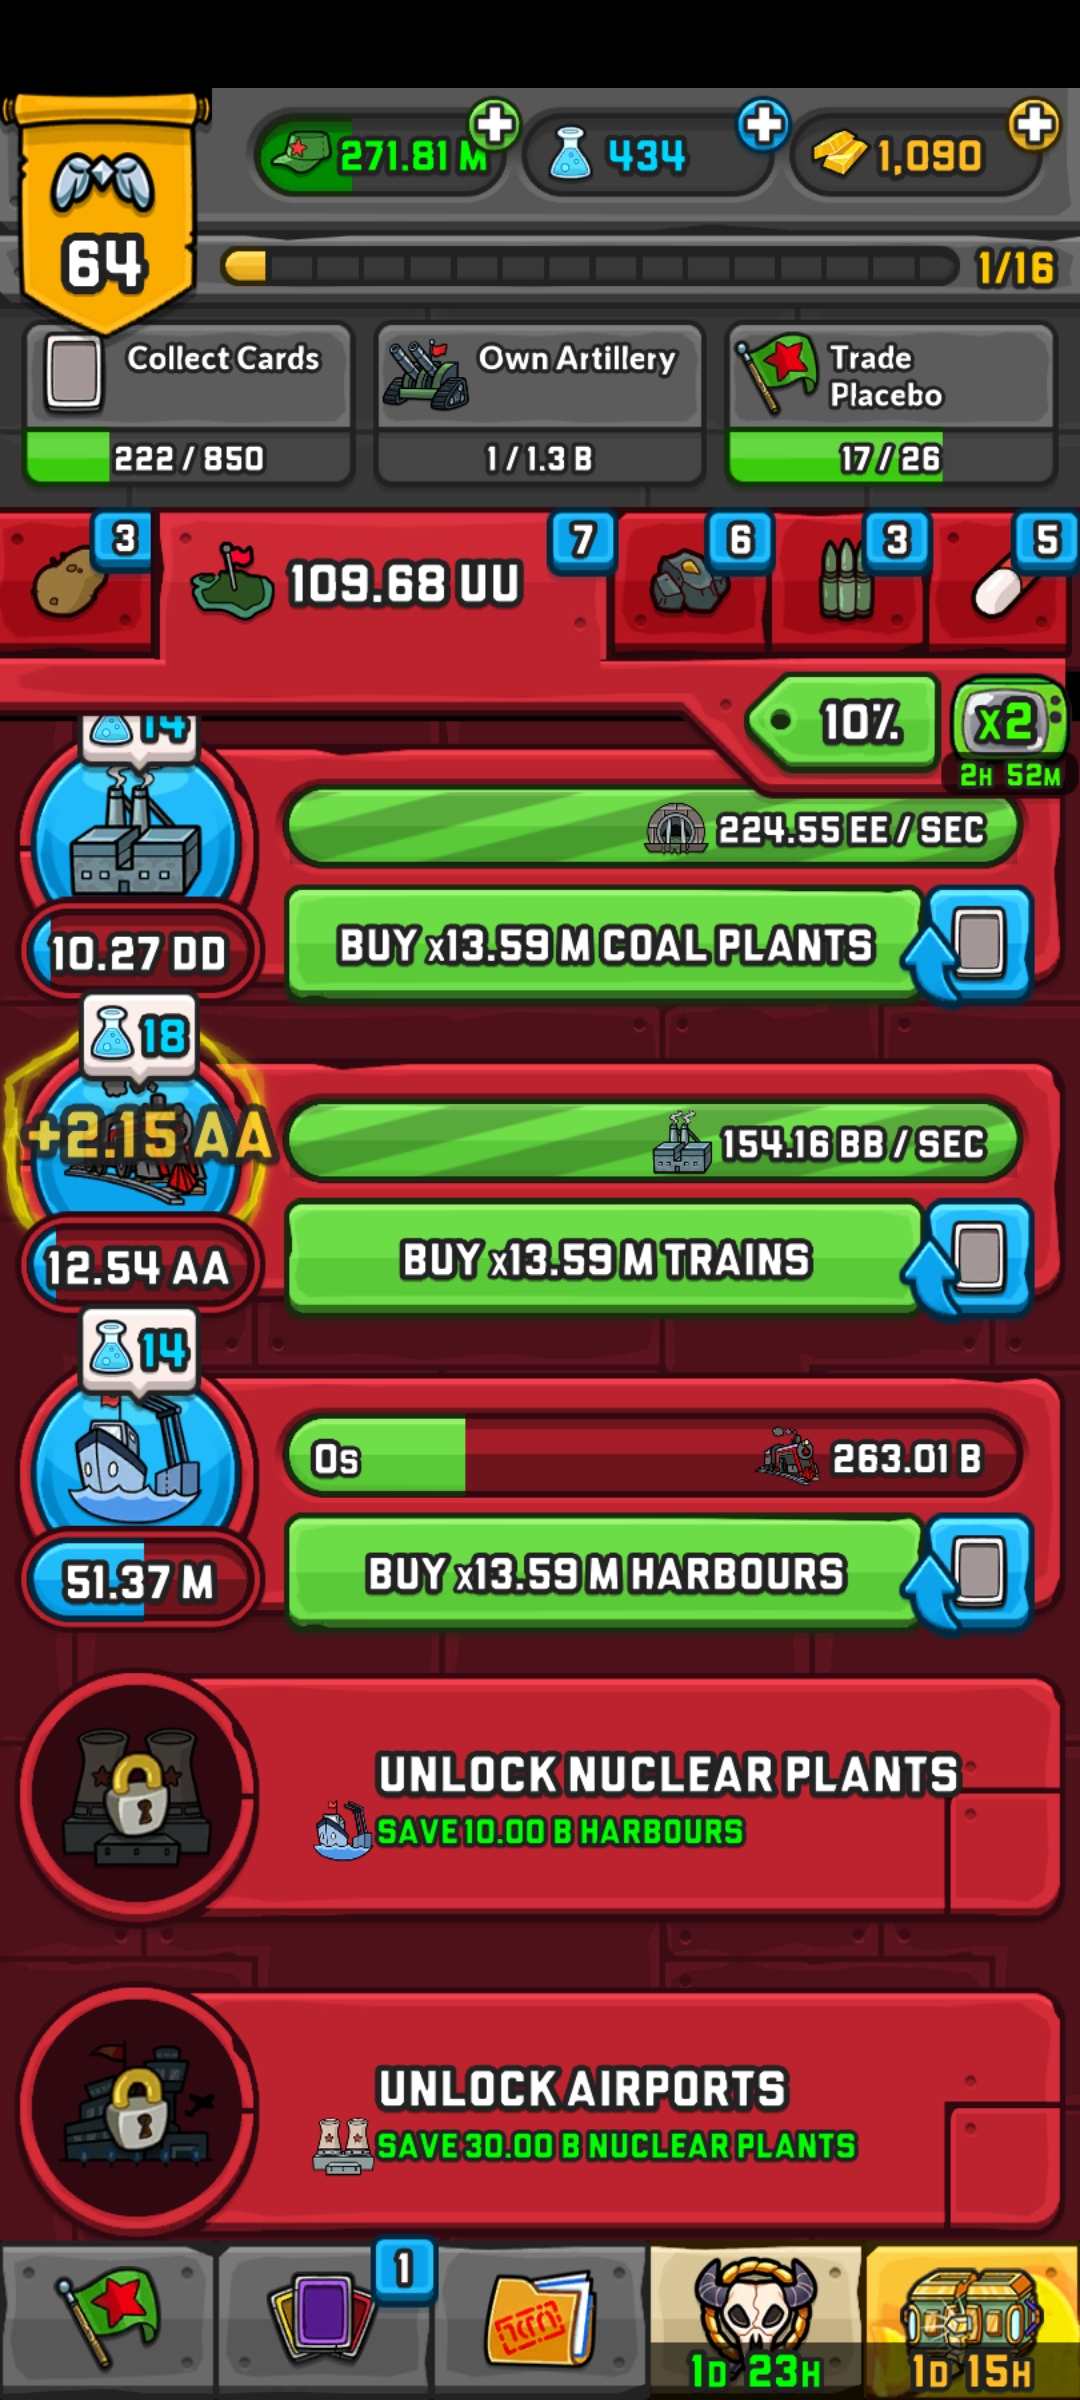 64
271.81 M
434
1,090
1/16
Collect Cards
222 / 850
Own Artillery
1 / 1.3 B
Trade
Placebo
17 / 26
3
109.68 UU
7
6
3
5
10%
x2
2H 52M
14
224.55 EE / SEC
BUY x13.59 M COAL PLANTS
10.27 DD
18
+2.15 AA
154.16 BB / SEC
BUY x13.59 M TRAINS
12.54 AA
14
0s
263.01 B
BUY x13.59 M HARBOURS
51.37 M
UNLOCK NUCLEAR PLANTS
SAVE 10.00 B HARBOURS
UNLOCK AIRPORTS
SAVE 30.00 B NUCLEAR PLANTS
1
1D 23H
1D 15H